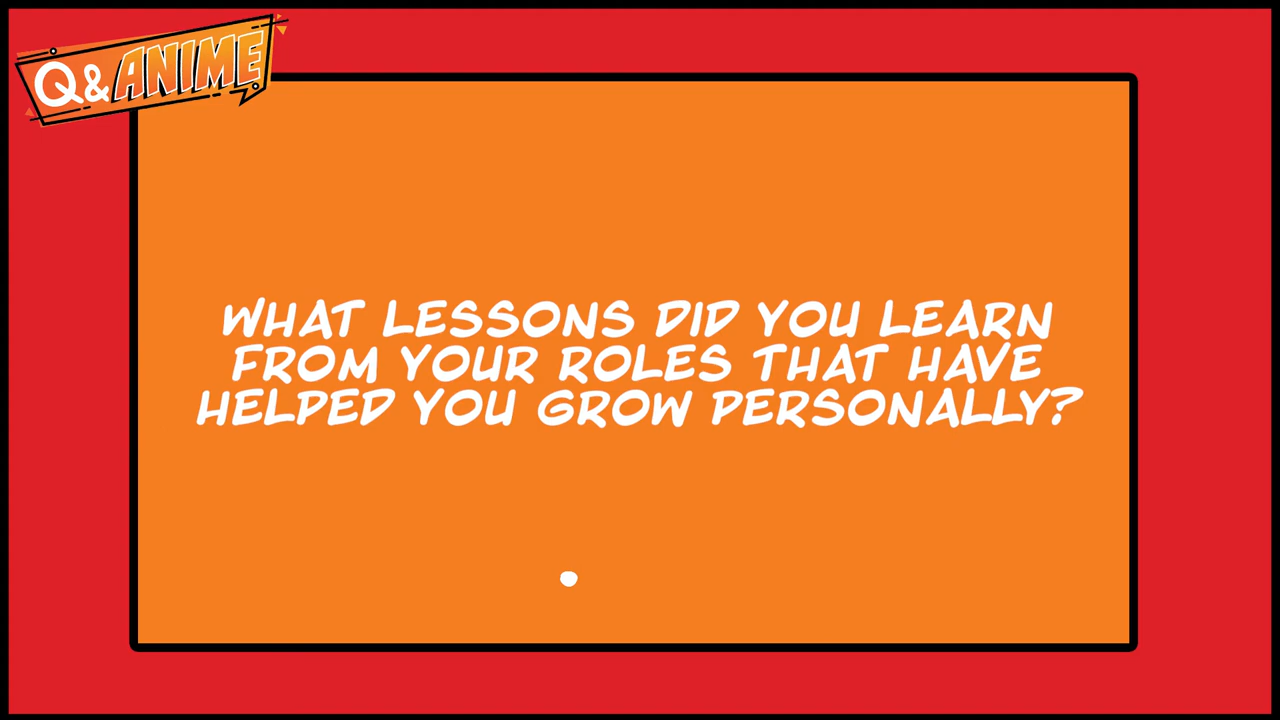 Q&ANIME
WHAT LESSONS DID YOU LEARN
FROM YOUR ROLES THAT HAVE
HELPED YOU GROW PERSONALLY?